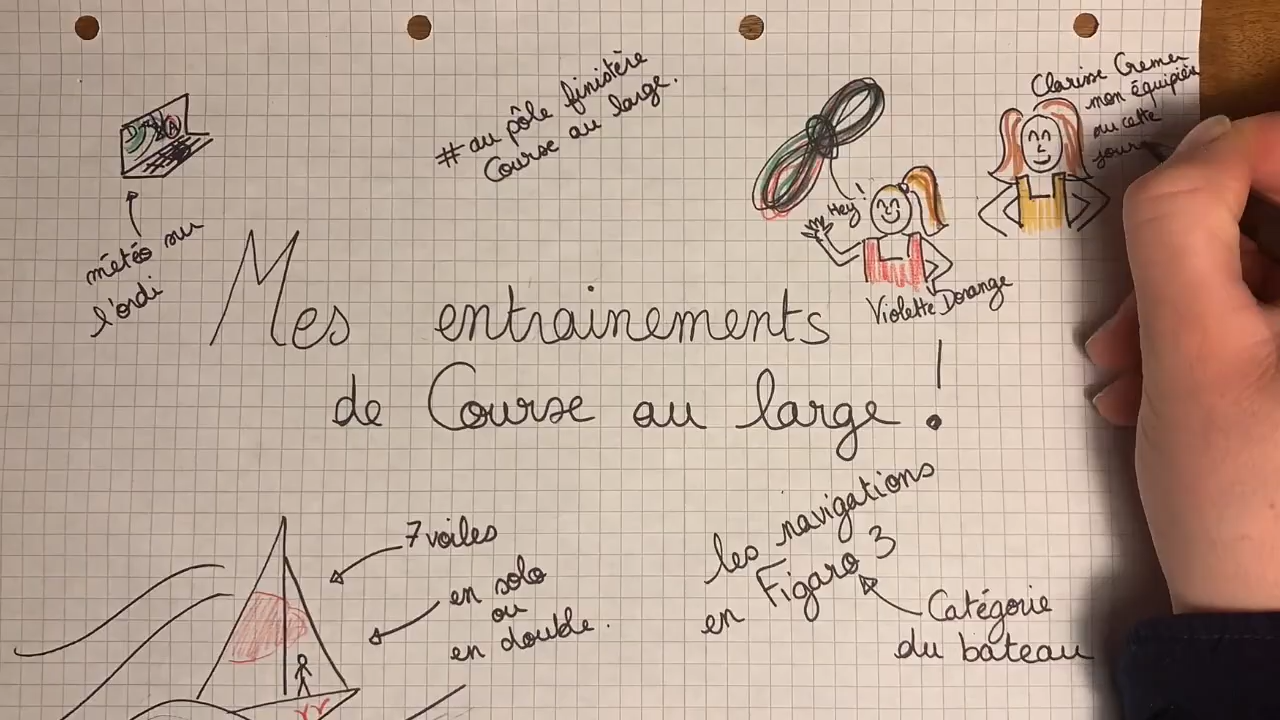 # au pôle finistère
Course au large.
Clarisse Cremer
mon équipière
sur cette
journ
Hey !
Violette Dorange
météo sur
l'ordi
Mes entrainements
de Course au large !
7 voiles
en solo
ou
en double.
les navigations
en Figaro 3
Catégorie
du bateau